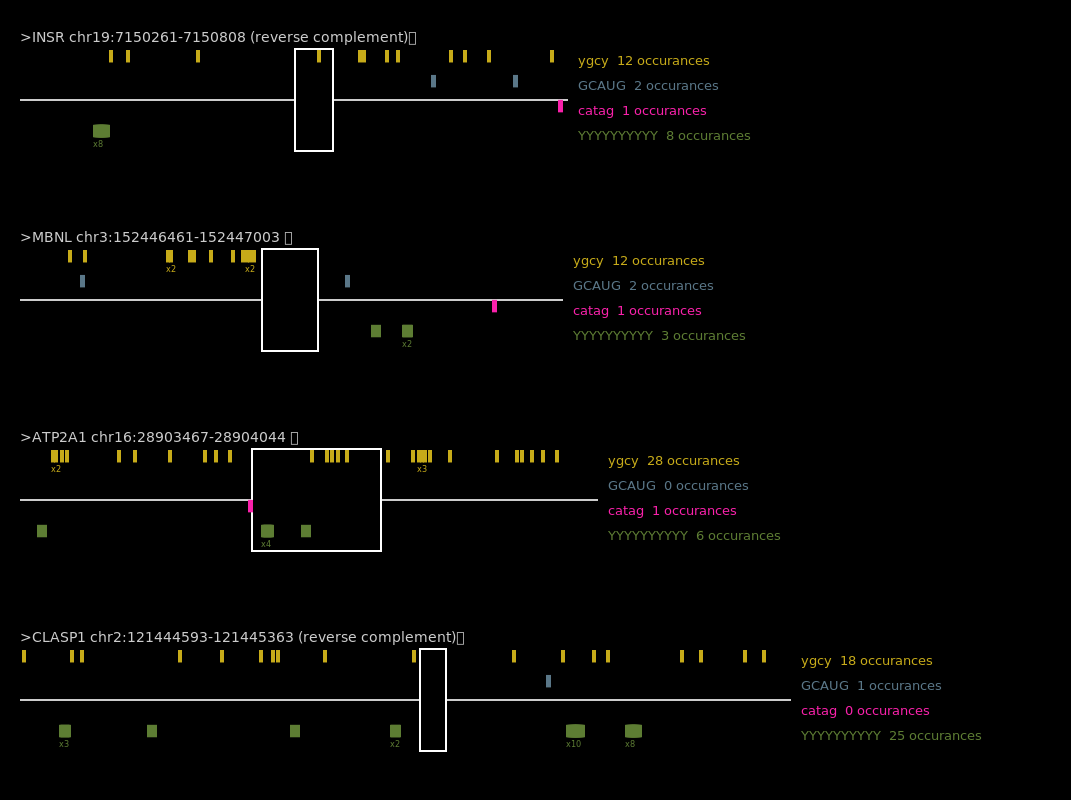 >INSR chr19:7150261-7150808 (reverse complement)
ygcy 12 occurances
GCAUG 2 occurances
catag 1 occurances
x8
YYYYYYYYYY 8 occurances
>MBNL chr3:152446461-152447003
ygcy 12 occurances
x2 x2
GCAUG 2 occurances
catag 1 occurances
YYYYYYYYYY 3 occurances
x2
>ATP2A1 chr16:28903467-28904044
ygcy 28 occurances
x2 x3
GCAUG 0 occurances
catag 1 occurances
YYYYYYYYYY 6 occurances
x4
>CLASP1 chr2:121444593-121445363 (reverse complement)
ygcy 18 occurances
GCAUG 1 occurances
catag 0 occurances
YYYYYYYYYY 25 occurances
x3 x2 x10 x8